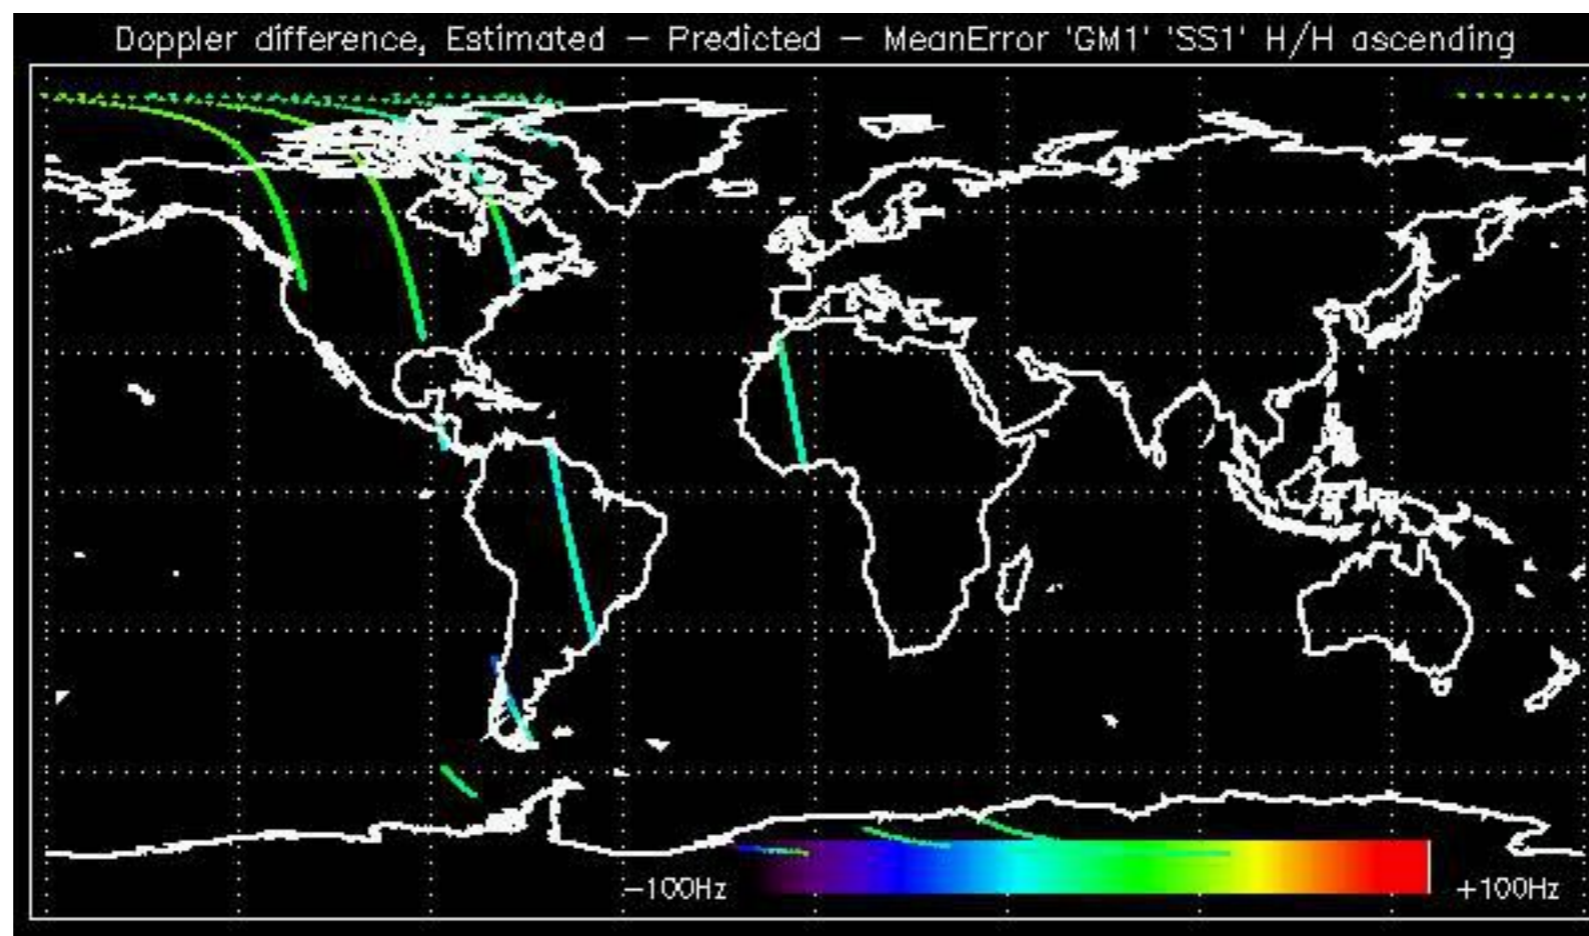 Doppler difference, Estimated — Predicted — MeanError 'GM1' 'SS1' H/H ascending
−100Hz
+100Hz